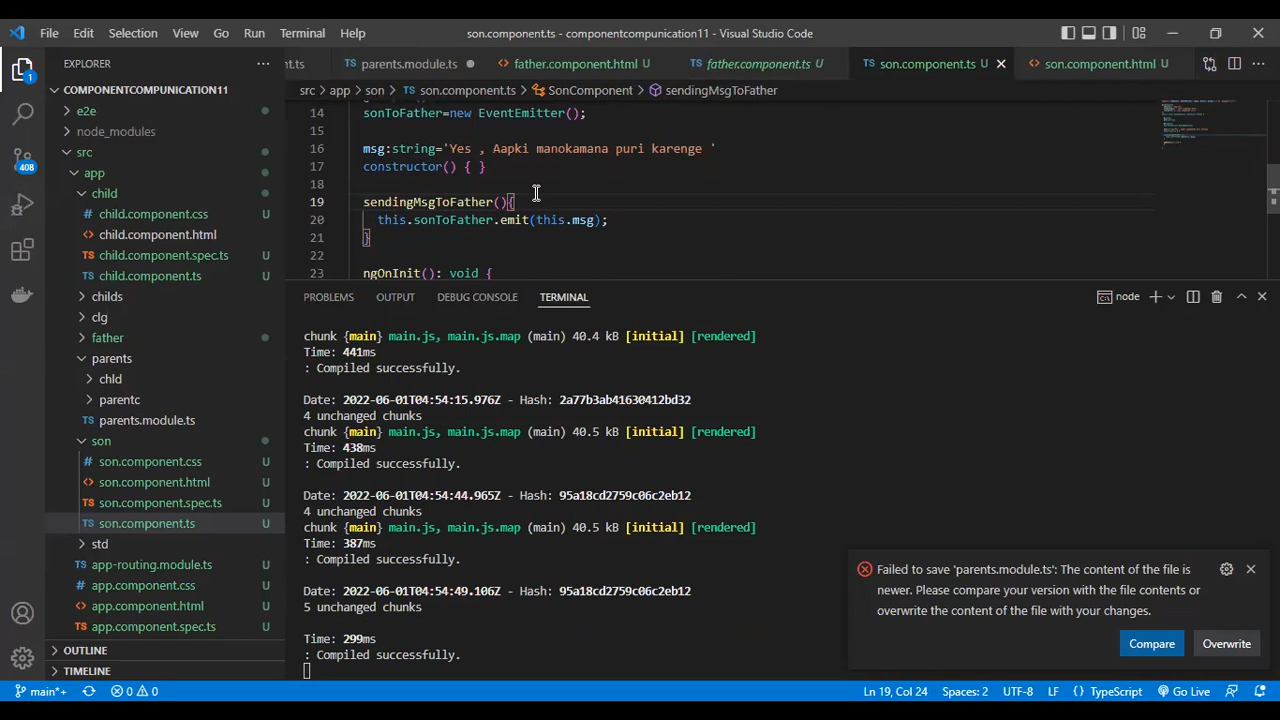 File Edit Selection View Go Run Terminal Help
son.component.ts - componentcompunication11 - Visual Studio Code
EXPLORER
nt.ts
TS parents.module.ts
father.component.html U
TS father.component.ts U
TS son.component.ts U
son.component.html U
src > app > son > TS son.component.ts > SonComponent > sendingMsgToFather
COMPONENTCOMPUNICATION11
e2e
node_modules
src
app
child
child.component.css U
child.component.html U
child.component.spec.ts U
TS child.component.ts U
childs
clg
father
parents
chld
parentc
TS parents.module.ts U
son
son.component.css U
son.component.html U
son.component.spec.ts U
TS son.component.ts U
std
TS app-routing.module.ts U
app.component.css U
app.component.html U
app.component.spec.ts U
OUTLINE
TIMELINE
1
408
14 sonToFather=new EventEmitter();
15
16 msg:string='Yes , Aapki manokamana puri karenge '
17 constructor() { }
18
19 sendingMsgToFather(){
20 this.sonToFather.emit(this.msg);
21 }
22
23 ngOnInit(): void {
PROBLEMS OUTPUT DEBUG CONSOLE TERMINAL
node
chunk {main} main.js, main.js.map (main) 40.4 kB [initial] [rendered]
Time: 441ms
: Compiled successfully.
Date: 2022-06-01T04:54:15.976Z - Hash: 2a77b3ab41630412bd32
4 unchanged chunks
chunk {main} main.js, main.js.map (main) 40.5 kB [initial] [rendered]
Time: 438ms
: Compiled successfully.
Date: 2022-06-01T04:54:44.965Z - Hash: 95a18cd2759c06c2eb12
4 unchanged chunks
chunk {main} main.js, main.js.map (main) 40.5 kB [initial] [rendered]
Time: 387ms
: Compiled successfully.
Date: 2022-06-01T04:54:49.106Z - Hash: 95a18cd2759c06c2eb12
5 unchanged chunks
Time: 299ms
: Compiled successfully.
Failed to save 'parents.module.ts': The content of the file is
newer. Please compare your version with the file contents or
overwrite the content of the file with your changes.
Compare Overwrite
main*+ 0 0
Ln 19, Col 24 Spaces: 2 UTF-8 LF { } TypeScript Go Live